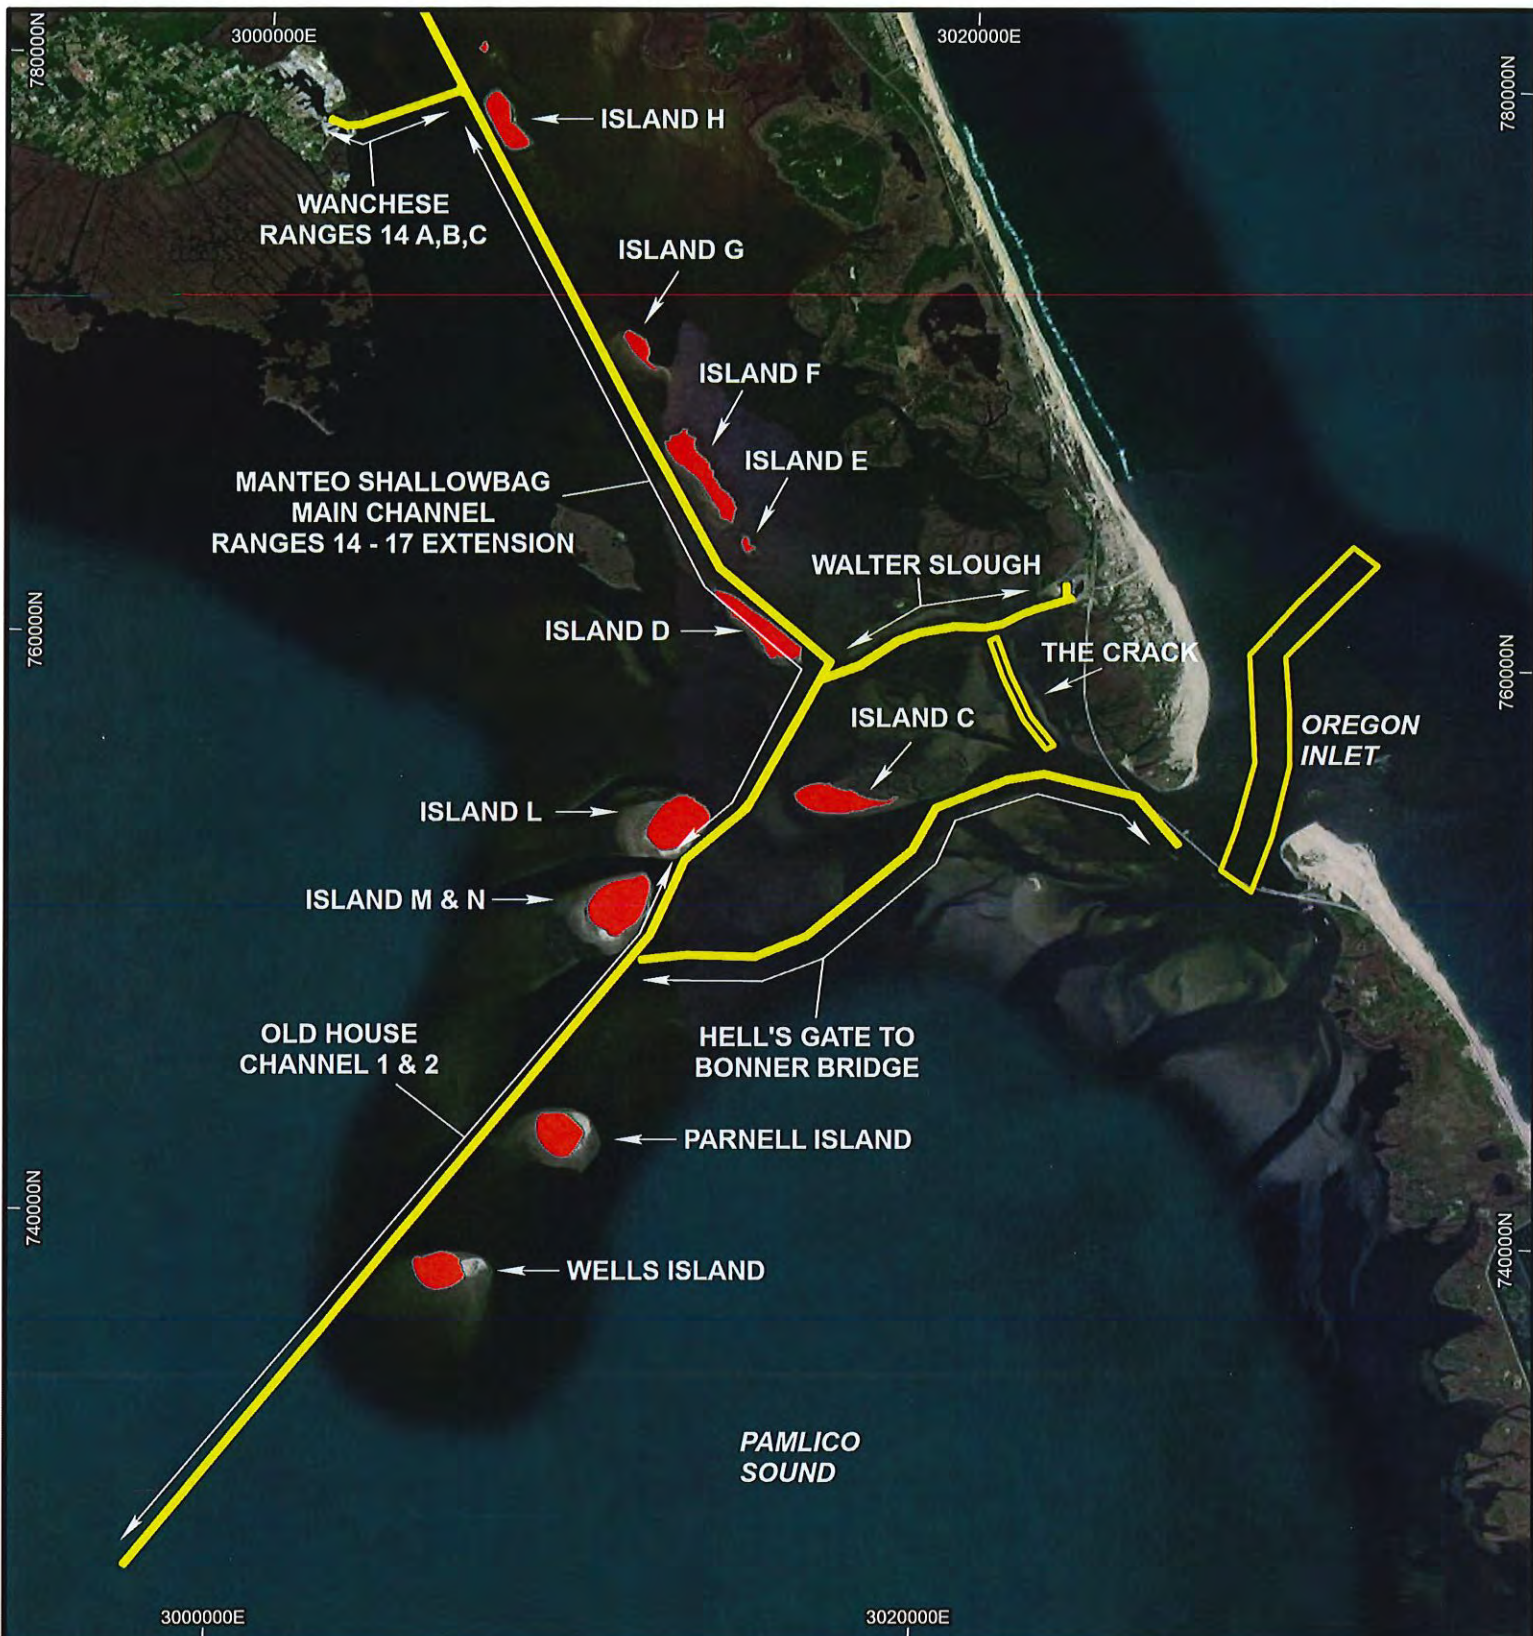 3000000E
3020000E
780000N
780000N
ISLAND H
WANCHESE
RANGES 14 A,B,C
ISLAND G
ISLAND F
ISLAND E
MANTEO SHALLOWBAG
MAIN CHANNEL
RANGES 14 - 17 EXTENSION
WALTER SLOUGH
760000N
ISLAND D
THE CRACK
760000N
ISLAND C
OREGON
INLET
ISLAND L
ISLAND M & N
OLD HOUSE
CHANNEL 1 & 2
HELL'S GATE TO
BONNER BRIDGE
PARNELL ISLAND
740000N
740000N
WELLS ISLAND
PAMLICO
SOUND
3000000E
3020000E